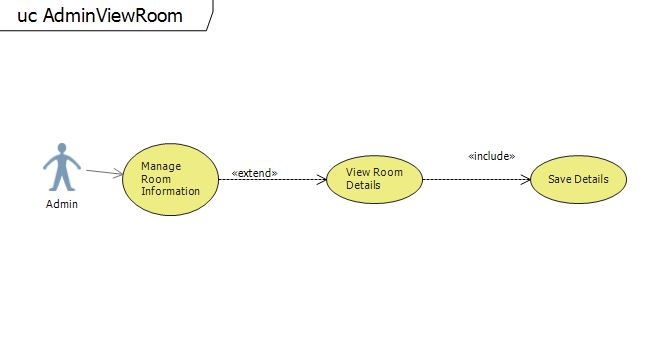 uc AdminViewRoom
Admin
Manage
Room
Information
«extend»
View Room
Details
«include»
Save Details